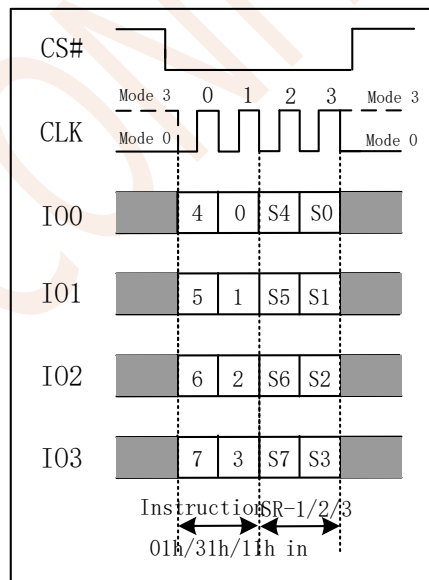 CS#
Mode 3 0 1 2 3 Mode 3
CLK
Mode 0 Mode 0
IO0 4 0 S4 S0
IO1 5 1 S5 S1
IO2 6 2 S6 S2
IO3 7 3 S7 S3
Instruction SR-1/2/3
01h/31h/11h in